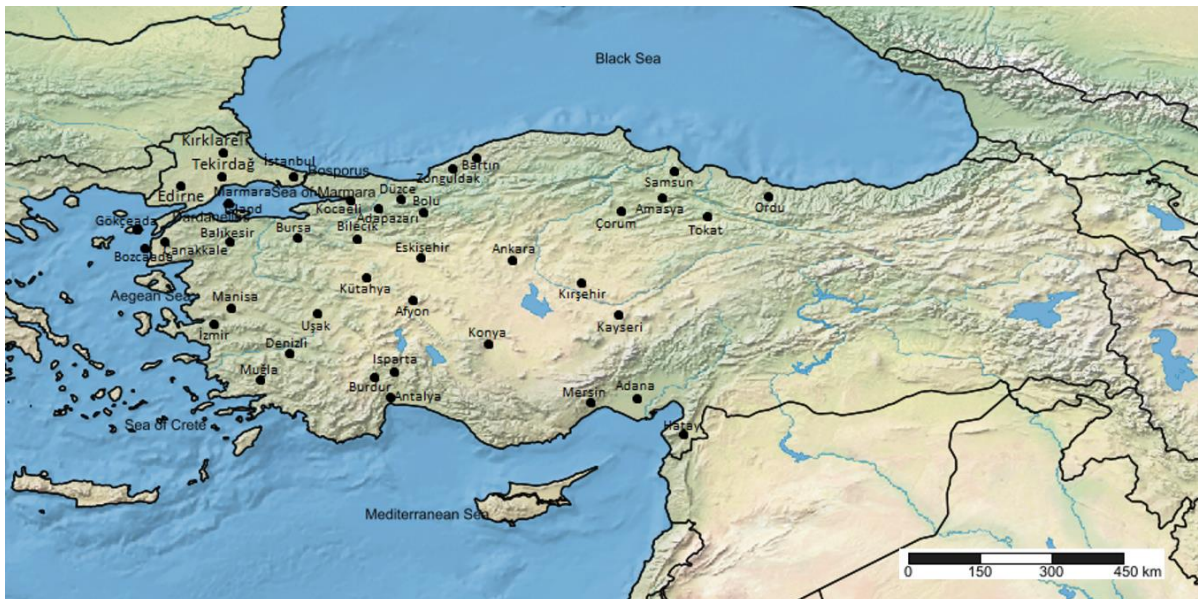 Black Sea
Kırklareli
Tekirdağ
İstanbul
Bosporus
Edirne
Marmara
Island
Sea of Marmara
Dardanelles
Gökçeada
Bozcaada
Çanakkale
Balıkesir
Bursa
Kocaeli
Adapazarı
Düzce
Bolu
Bilecik
Zonguldak
Bartın
Samsun
Amasya
Ordu
Çorum
Tokat
Eskişehir
Ankara
Kütahya
Kırşehir
Aegean Sea
Manisa
İzmir
Uşak
Afyon
Kayseri
Konya
Denizli
Isparta
Muğla
Burdur
Antalya
Mersin
Adana
Hatay
Sea of Crete
Mediterranean Sea
0 150 300 450 km